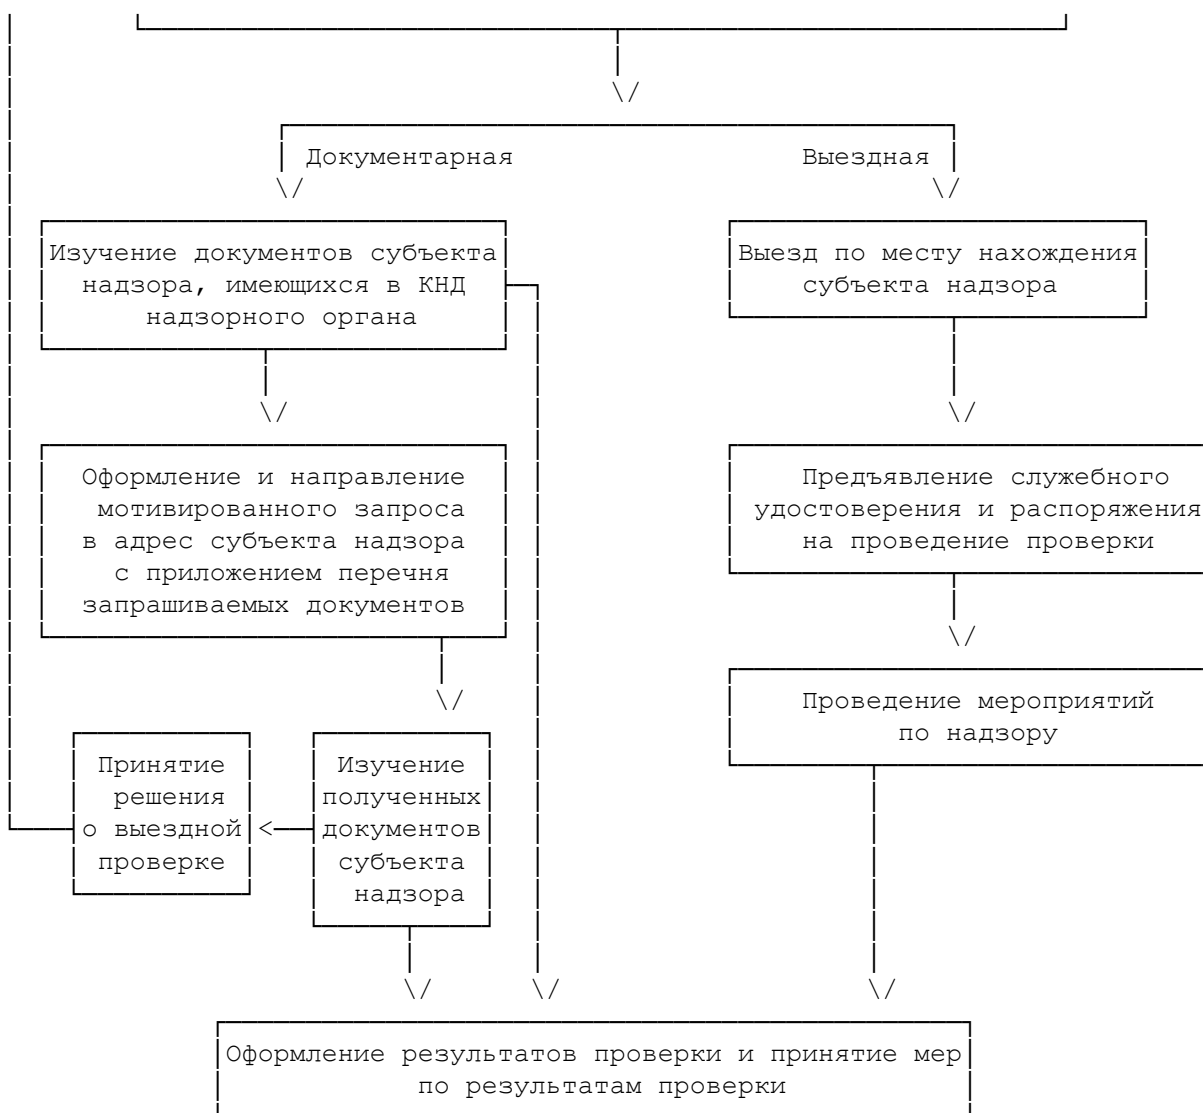 Документарная
Выездная
Изучение документов субъекта
надзора, имеющихся в КНД
надзорного органа
Выезд по месту нахождения
субъекта надзора
Оформление и направление
мотивированного запроса
в адрес субъекта надзора
с приложением перечня
запрашиваемых документов
Предъявление служебного
удостоверения и распоряжения
на проведение проверки
Проведение мероприятий
по надзору
Принятие
решения
о выездной
проверке
Изучение
полученных
документов
субъекта
надзора
Оформление результатов проверки и принятие мер
по результатам проверки